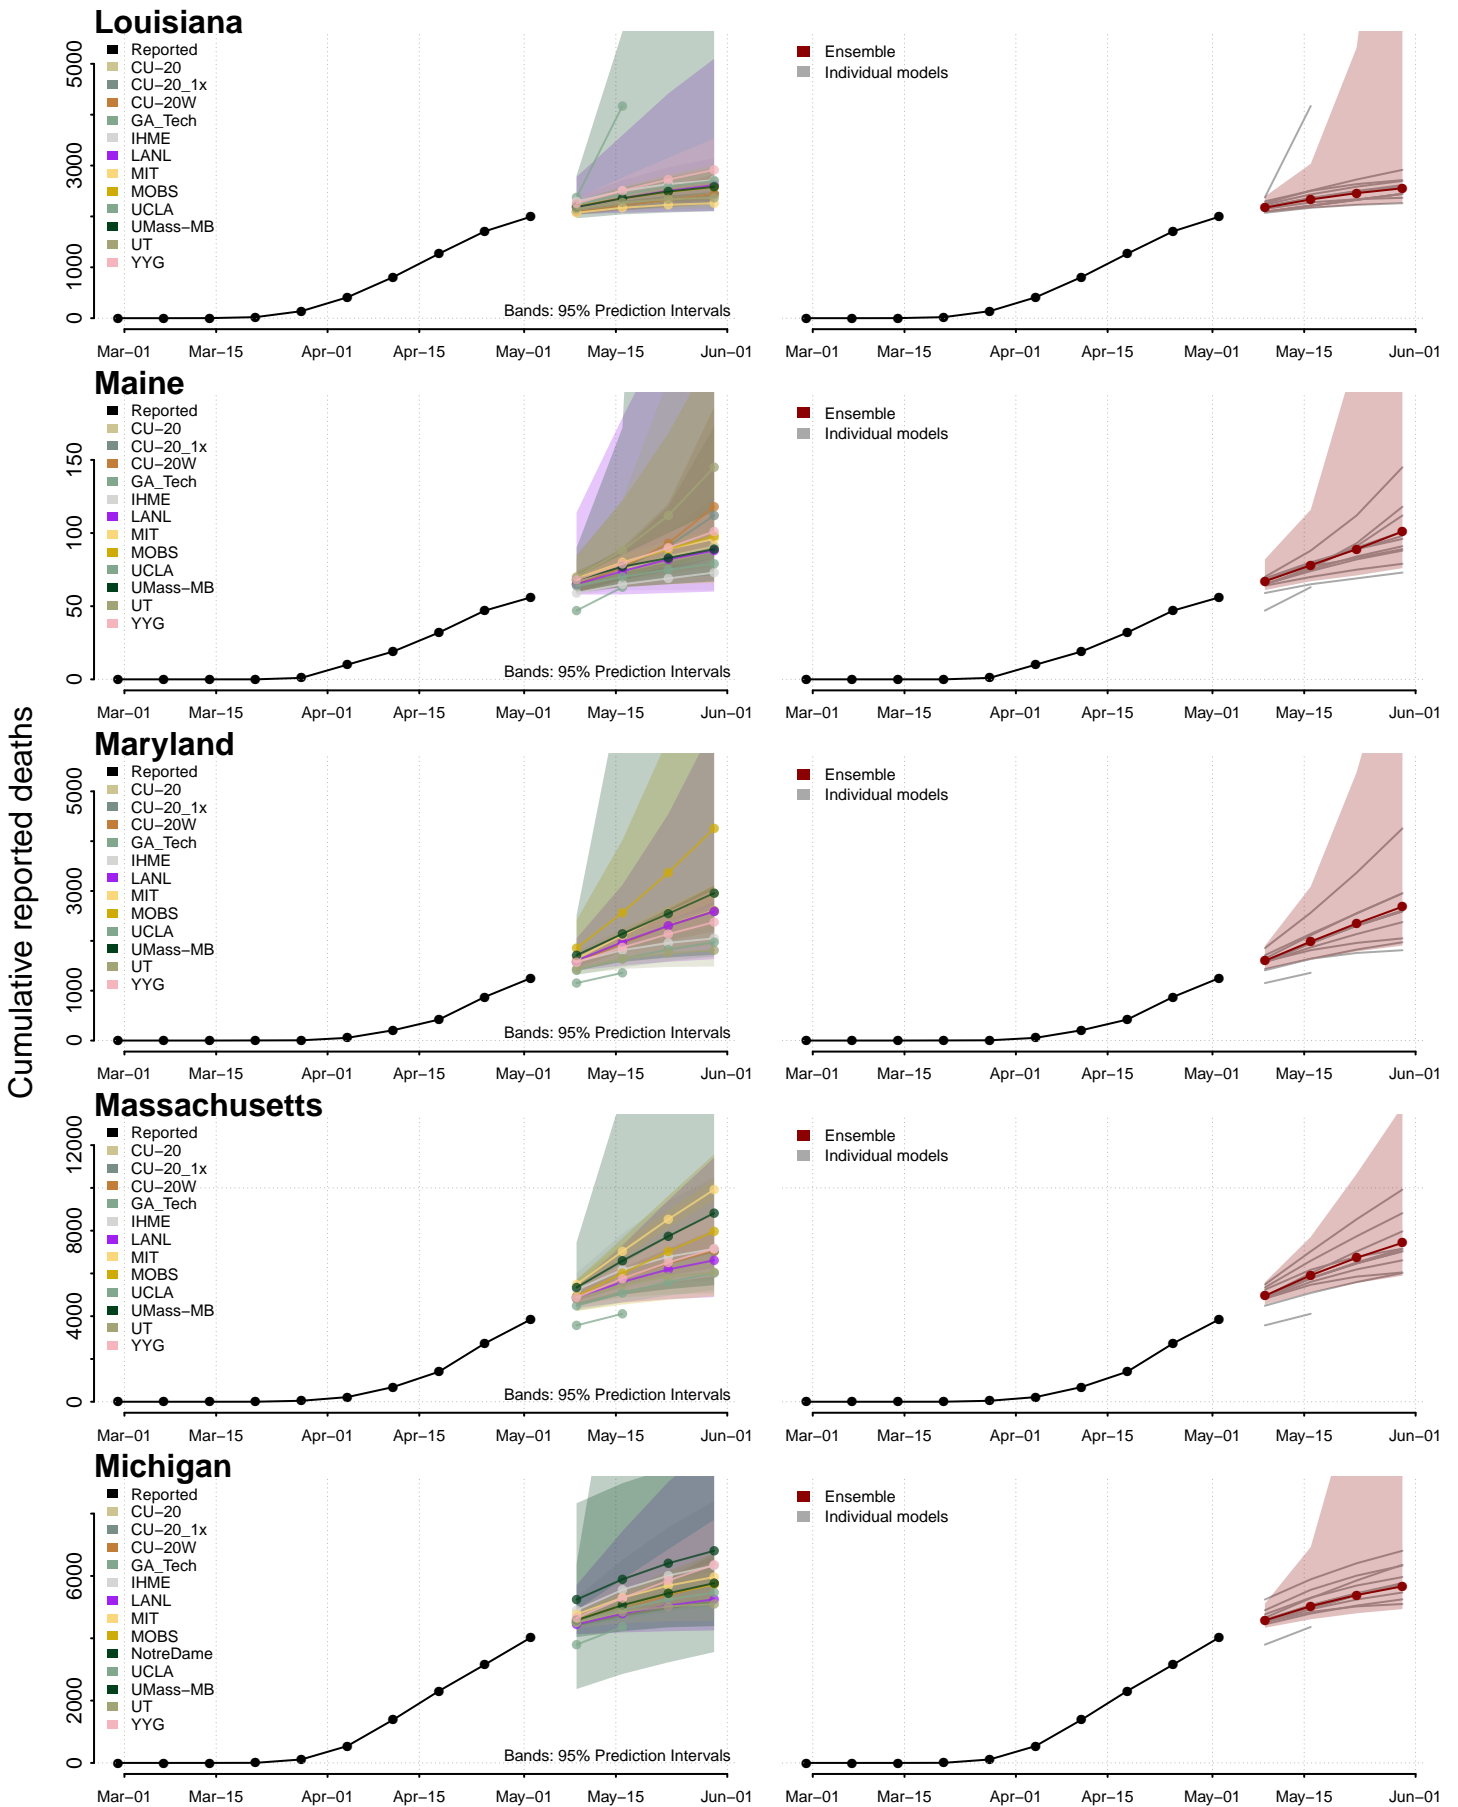 Cumulative reported deaths
Louisiana
Reported
CU−20
CU−20_1x
CU−20W
GA_Tech
IHME
LANL
MIT
MOBS
UCLA
UMass−MB
UT
YYG
0
1000
3000
5000
Bands: 95% Prediction Intervals
Mar−01 Mar−15 Apr−01 Apr−15 May−01 May−15 Jun−01
Ensemble
Individual models
Mar−01 Mar−15 Apr−01 Apr−15 May−01 May−15 Jun−01
Maine
Reported
CU−20
CU−20_1x
CU−20W
GA_Tech
IHME
LANL
MIT
MOBS
UCLA
UMass−MB
UT
YYG
0
50
100
150
Bands: 95% Prediction Intervals
Mar−01 Mar−15 Apr−01 Apr−15 May−01 May−15 Jun−01
Ensemble
Individual models
Mar−01 Mar−15 Apr−01 Apr−15 May−01 May−15 Jun−01
Maryland
Reported
CU−20
CU−20_1x
CU−20W
GA_Tech
IHME
LANL
MIT
MOBS
UCLA
UMass−MB
UT
YYG
0
1000
3000
5000
Bands: 95% Prediction Intervals
Mar−01 Mar−15 Apr−01 Apr−15 May−01 May−15 Jun−01
Ensemble
Individual models
Mar−01 Mar−15 Apr−01 Apr−15 May−01 May−15 Jun−01
Massachusetts
Reported
CU−20
CU−20_1x
CU−20W
GA_Tech
IHME
LANL
MIT
MOBS
UCLA
UMass−MB
UT
YYG
0
4000
8000
12000
Bands: 95% Prediction Intervals
Mar−01 Mar−15 Apr−01 Apr−15 May−01 May−15 Jun−01
Ensemble
Individual models
Mar−01 Mar−15 Apr−01 Apr−15 May−01 May−15 Jun−01
Michigan
Reported
CU−20
CU−20_1x
CU−20W
GA_Tech
IHME
LANL
MIT
MOBS
NotreDame
UCLA
UMass−MB
UT
YYG
0
2000
6000
Bands: 95% Prediction Intervals
Mar−01 Mar−15 Apr−01 Apr−15 May−01 May−15 Jun−01
Ensemble
Individual models
Mar−01 Mar−15 Apr−01 Apr−15 May−01 May−15 Jun−01